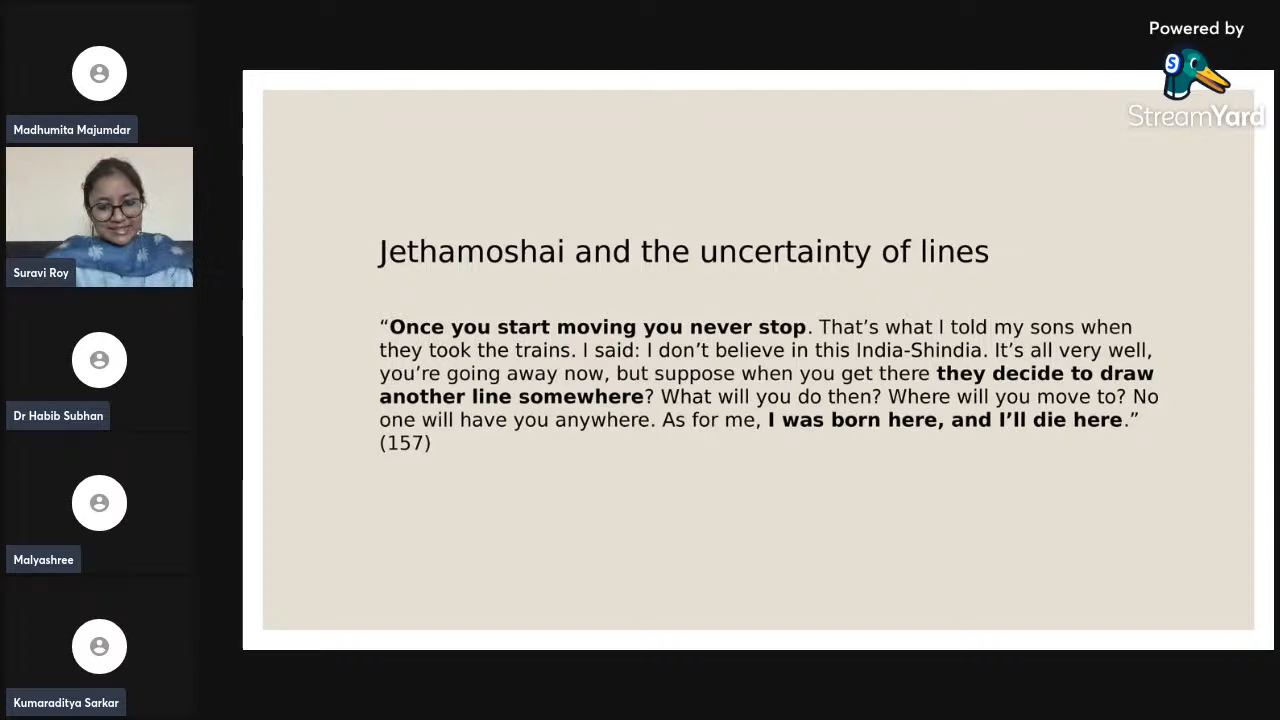 Powered by
S
StreamYard
Madhumita Majumdar
Suravi Roy
Dr Habib Subhan
Malyashree
Kumaraditya Sarkar
Jethamoshai and the uncertainty of lines
“Once you start moving you never stop. That’s what I told my sons when
they took the trains. I said: I don’t believe in this India-Shindia. It’s all very well,
you’re going away now, but suppose when you get there they decide to draw
another line somewhere? What will you do then? Where will you move to? No
one will have you anywhere. As for me, I was born here, and I’ll die here.”
(157)